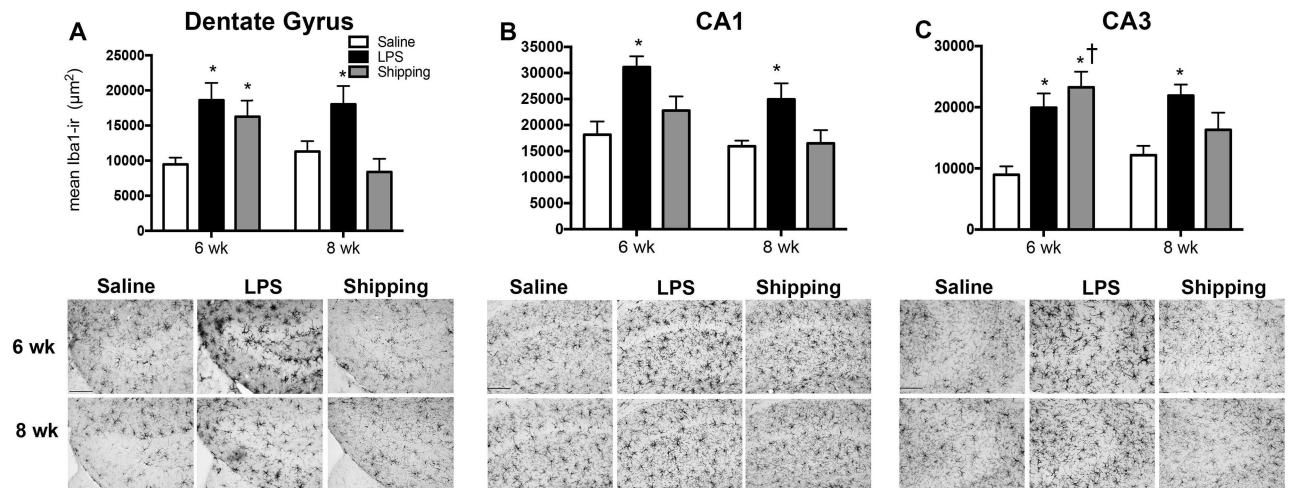 A
Dentate Gyrus
Saline
LPS
Shipping
mean Iba1-ir (µm²)
25000
20000
15000
10000
5000
0
*
*
*
6 wk
8 wk
B
CA1
35000
30000
25000
20000
15000
10000
5000
0
*
*
6 wk
8 wk
C
CA3
30000
20000
10000
0
*
*†
*
6 wk
8 wk
Saline LPS Shipping
Saline LPS Shipping
Saline LPS Shipping
6 wk
8 wk